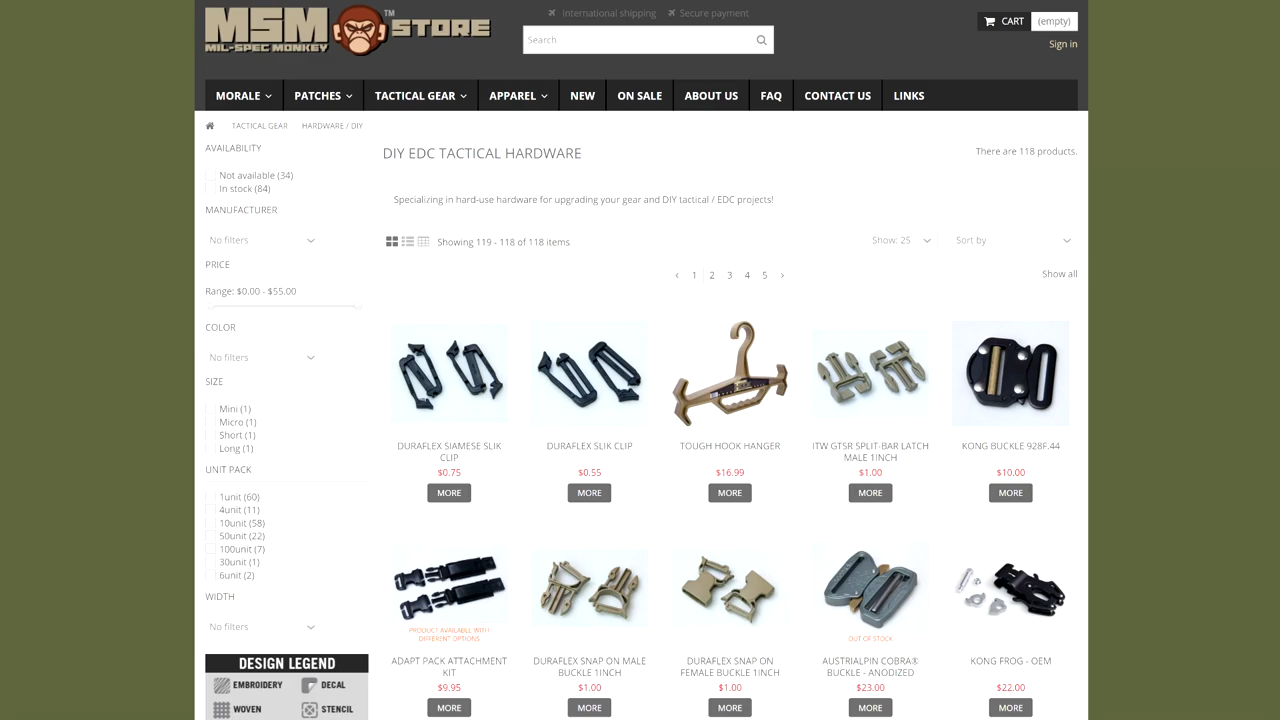 MSM STORE
TM
MIL-SPEC MONKEY
International shipping
Secure payment
CART (empty)
Search
Sign in
MORALE
PATCHES
TACTICAL GEAR
APPAREL
NEW
ON SALE
ABOUT US
FAQ
CONTACT US
LINKS
TACTICAL GEAR
HARDWARE / DIY
AVAILABILITY
Not available (34)
In stock (84)
MANUFACTURER
No filters
PRICE
Range: $0.00 - $55.00
COLOR
No filters
SIZE
Mini (1)
Micro (1)
Short (1)
Long (1)
UNIT PACK
1unit (60)
4unit (11)
10unit (58)
50unit (22)
100unit (7)
30unit (1)
6unit (2)
WIDTH
No filters
DESIGN LEGEND
EMBROIDERY
DECAL
WOVEN
STENCIL
DIY EDC TACTICAL HARDWARE
There are 118 products.
Specializing in hard-use hardware for upgrading your gear and DIY tactical / EDC projects!
Showing 119 - 118 of 118 items
Show: 25
Sort by
‹ 1 2 3 4 5 ›
Show all
DURAFLEX SIAMESE SLIK
CLIP
$0.75
MORE
DURAFLEX SLIK CLIP
$0.55
MORE
TOUGH HOOK HANGER
$16.99
MORE
ITW GTSR SPLIT-BAR LATCH
MALE 1INCH
$1.00
MORE
KONG BUCKLE 928F.44
$10.00
MORE
PRODUCT AVAILABLE WITH
DIFFERENT OPTIONS
ADAPT PACK ATTACHMENT
KIT
$9.95
MORE
DURAFLEX SNAP ON MALE
BUCKLE 1INCH
$1.00
MORE
DURAFLEX SNAP ON
FEMALE BUCKLE 1INCH
$1.00
MORE
OUT OF STOCK
AUSTRIALPIN COBRA®
BUCKLE - ANODIZED
$23.00
MORE
KONG FROG - OEM
$22.00
MORE